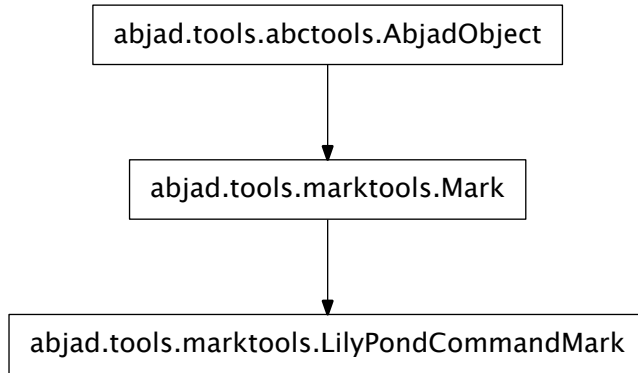 abjad.tools.abctools.AbjadObject
abjad.tools.marktools.Mark
abjad.tools.marktools.LilyPondCommandMark